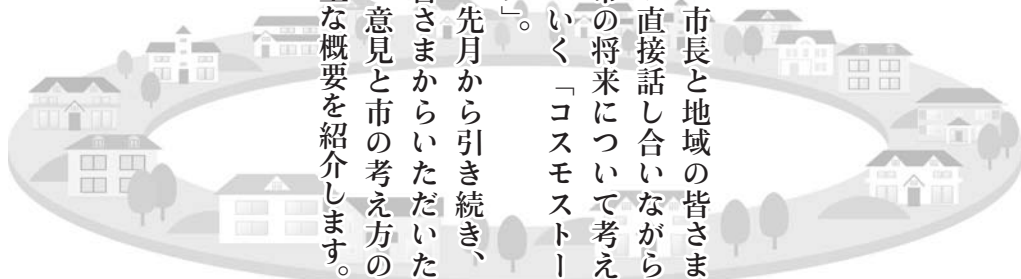 市長と地域の皆さま
直接話し合いながら
市の将来について考え
いく「コスモストー
」。
先月から引き続き、
皆さまからいただいた
意見と市の考え方の
主な概要を紹介します。